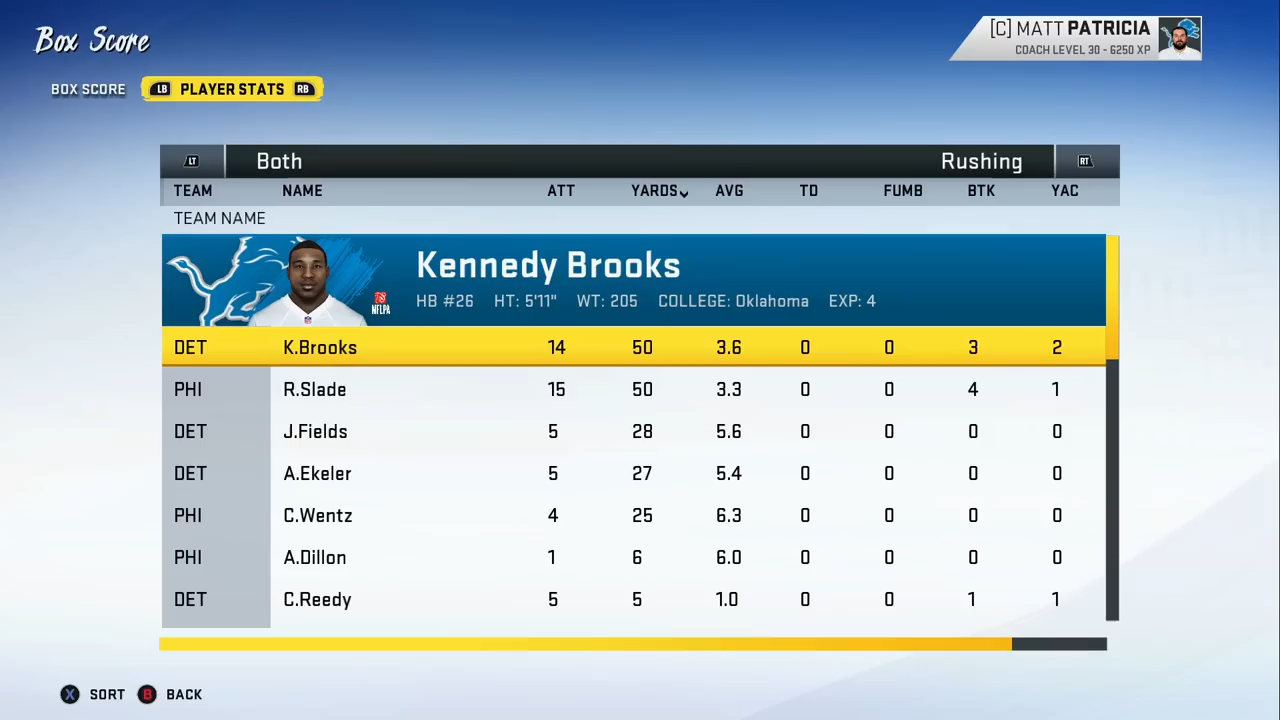 Box Score
[C] MATT PATRICIA
COACH LEVEL 30 - 6250 XP
BOX SCORE LB PLAYER STATS RB
LT Both Rushing RT
TEAM NAME ATT YARDS AVG TD FUMB BTK YAC
TEAM NAME
Kennedy Brooks
HB #26 HT: 5'11" WT: 205 COLLEGE: Oklahoma EXP: 4
NFLPA
DET K.Brooks 14 50 3.6 0 0 3 2
PHI R.Slade 15 50 3.3 0 0 4 1
DET J.Fields 5 28 5.6 0 0 0 0
DET A.Ekeler 5 27 5.4 0 0 0 0
PHI C.Wentz 4 25 6.3 0 0 0 0
PHI A.Dillon 1 6 6.0 0 0 0 0
DET C.Reedy 5 5 1.0 0 0 1 1
X SORT B BACK